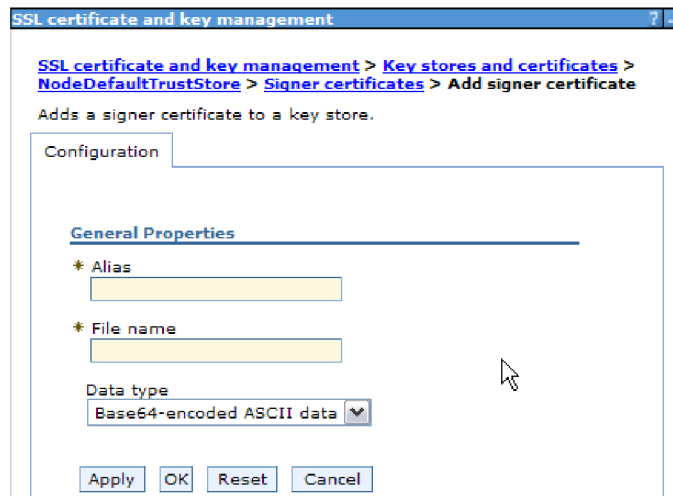 SSL certificate and key management ? -
SSL certificate and key management > Key stores and certificates >
NodeDefaultTrustStore > Signer certificates > Add signer certificate
Adds a signer certificate to a key store.
Configuration
General Properties
* Alias
* File name
Data type
Base64-encoded ASCII data
Apply OK Reset Cancel